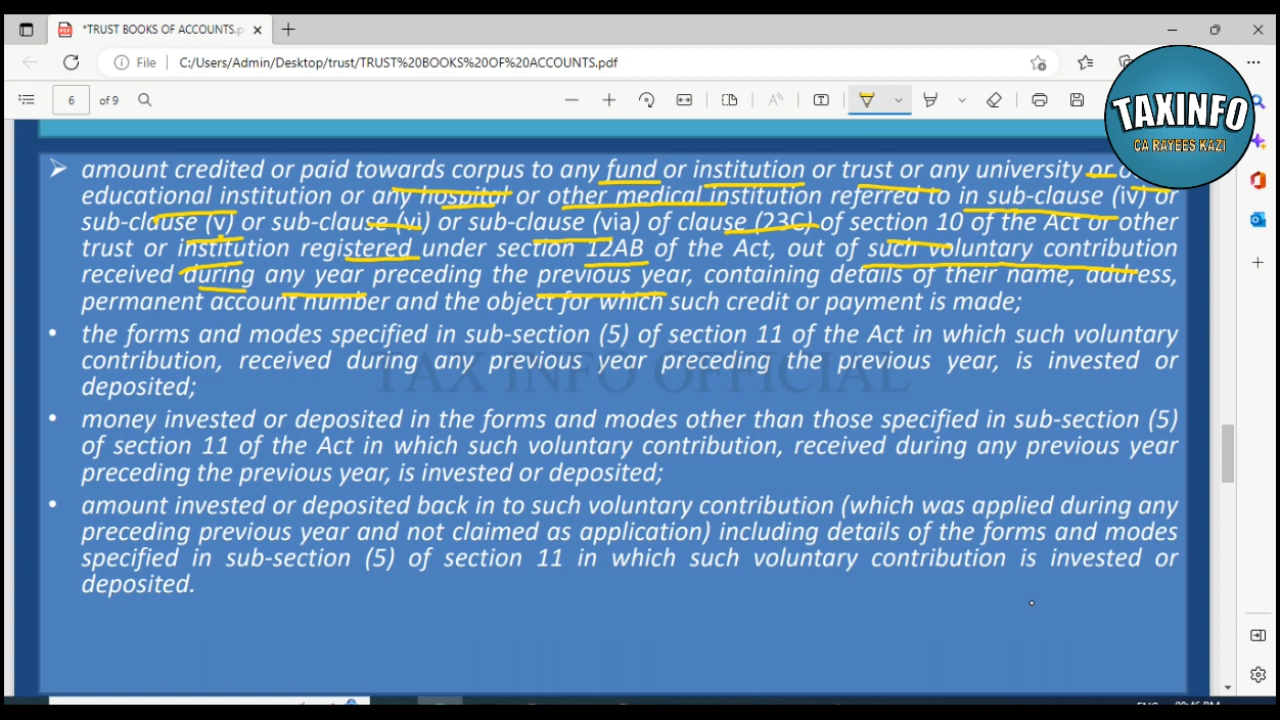 *TRUST BOOKS OF ACCOUNTS.p
File
C:/Users/Admin/Desktop/trust/TRUST%20BOOKS%20OF%20ACCOUNTS.pdf
6 of 9
TAXINFO
CA RAYEES KAZI
amount credited or paid towards corpus to any fund or institution or trust or any university or
educational institution or any hospital or other medical institution referred to in sub-clause (iv) or
sub-clause (v) or sub-clause (vi) or sub-clause (via) of clause (23C) of section 10 of the Act or other
trust or institution registered under section 12AB of the Act, out of such voluntary contribution
received during any year preceding the previous year, containing details of their name, address,
permanent account number and the object for which such credit or payment is made;
• the forms and modes specified in sub-section (5) of section 11 of the Act in which such voluntary
contribution, received during any previous year preceding the previous year, is invested or
deposited;
• money invested or deposited in the forms and modes other than those specified in sub-section (5)
of section 11 of the Act in which such voluntary contribution, received during any previous year
preceding the previous year, is invested or deposited;
• amount invested or deposited back in to such voluntary contribution (which was applied during any
preceding previous year and not claimed as application) including details of the forms and modes
specified in sub-section (5) of section 11 in which such voluntary contribution is invested or
deposited.
TAX INFO OFFICIAL